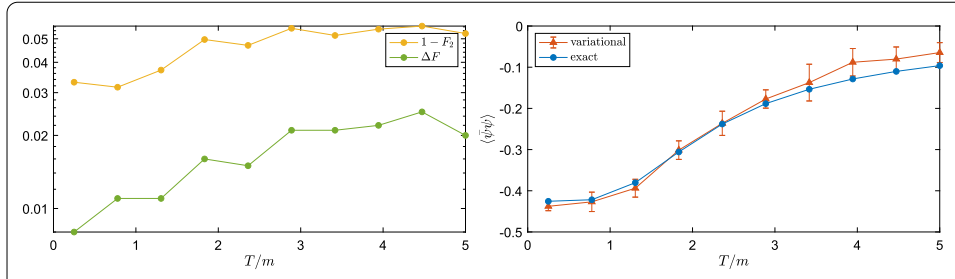 0.05
0.04
0.03
0.02
0.01
1 − F₂
ΔF
0 1 2 3 4 5
T/m
0
-0.1
-0.2
-0.3
-0.4
-0.5
⟨ψ̄ψ⟩
variational
exact
0 1 2 3 4 5
T/m